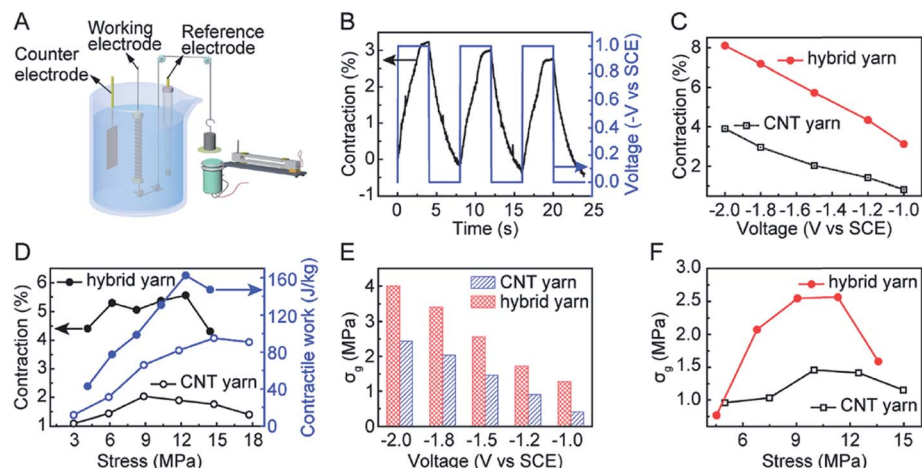 A
Counter
electrode
Working
electrode
Reference
electrode
B
Contraction (%)
3
2
1
0
-1
0 5 10 15 20 25
Time (s)
1.0
0.8
0.6
0.4
0.2
0.0
Voltage (-V vs SCE)
C
Contraction (%)
8
6
4
2
hybrid yarn
CNT yarn
-2.0 -1.8 -1.6 -1.4 -1.2 -1.0
Voltage (V vs SCE)
D
Contraction (%)
6
5
4
3
2
1
hybrid yarn
CNT yarn
3 6 9 12 15 18
Stress (MPa)
160
120
80
40
0
Contractile work (J/kg)
E
σg (MPa)
4
3
2
1
0
CNT yarn
hybrid yarn
-2.0 -1.8 -1.5 -1.2 -1.0
Voltage (V vs SCE)
F
σg (MPa)
3.0
2.5
2.0
1.5
1.0
hybrid yarn
CNT yarn
6 9 12 15
Stress (MPa)